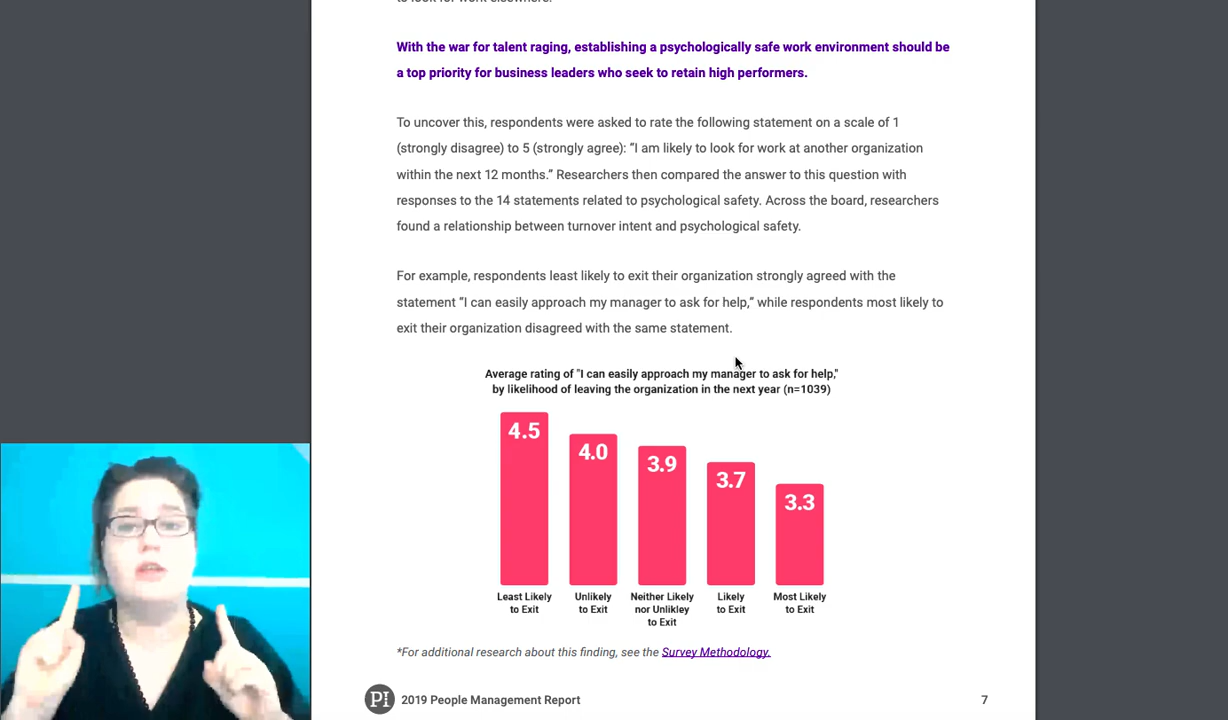 to look for work elsewhere.
With the war for talent raging, establishing a psychologically safe work environment should be
a top priority for business leaders who seek to retain high performers.
To uncover this, respondents were asked to rate the following statement on a scale of 1
(strongly disagree) to 5 (strongly agree): “I am likely to look for work at another organization
within the next 12 months.” Researchers then compared the answer to this question with
responses to the 14 statements related to psychological safety. Across the board, researchers
found a relationship between turnover intent and psychological safety.
For example, respondents least likely to exit their organization strongly agreed with the
statement “I can easily approach my manager to ask for help,” while respondents most likely to
exit their organization disagreed with the same statement.
Average rating of "I can easily approach my manager to ask for help,"
by likelihood of leaving the organization in the next year (n=1039)
4.5 4.0 3.9 3.7 3.3
Least Likely Unlikely Neither Likely Likely Most Likely
to Exit to Exit nor Unlikley to Exit to Exit
to Exit
*For additional research about this finding, see the Survey Methodology.
PI 2019 People Management Report 7